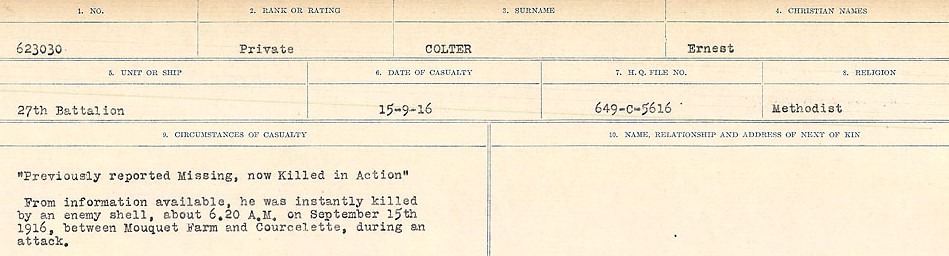 1. NO. 2. RANK OR RATING 3. SURNAME 4. CHRISTIAN NAMES
623030 Private COLTER Ernest
5. UNIT OR SHIP 6. DATE OF CASUALTY 7. H. Q. FILE NO. 8. RELIGION
27th Battalion 15-9-16 649-C-5616 Methodist
9. CIRCUMSTANCES OF CASUALTY 10. NAME, RELATIONSHIP AND ADDRESS OF NEXT OF KIN
"Previously reported Missing, now Killed in Action"
From information available, he was instantly killed
by an enemy shell, about 6.20 A.M. on September 15th
1916, between Mouquet Farm and Courcelette, during an
attack.